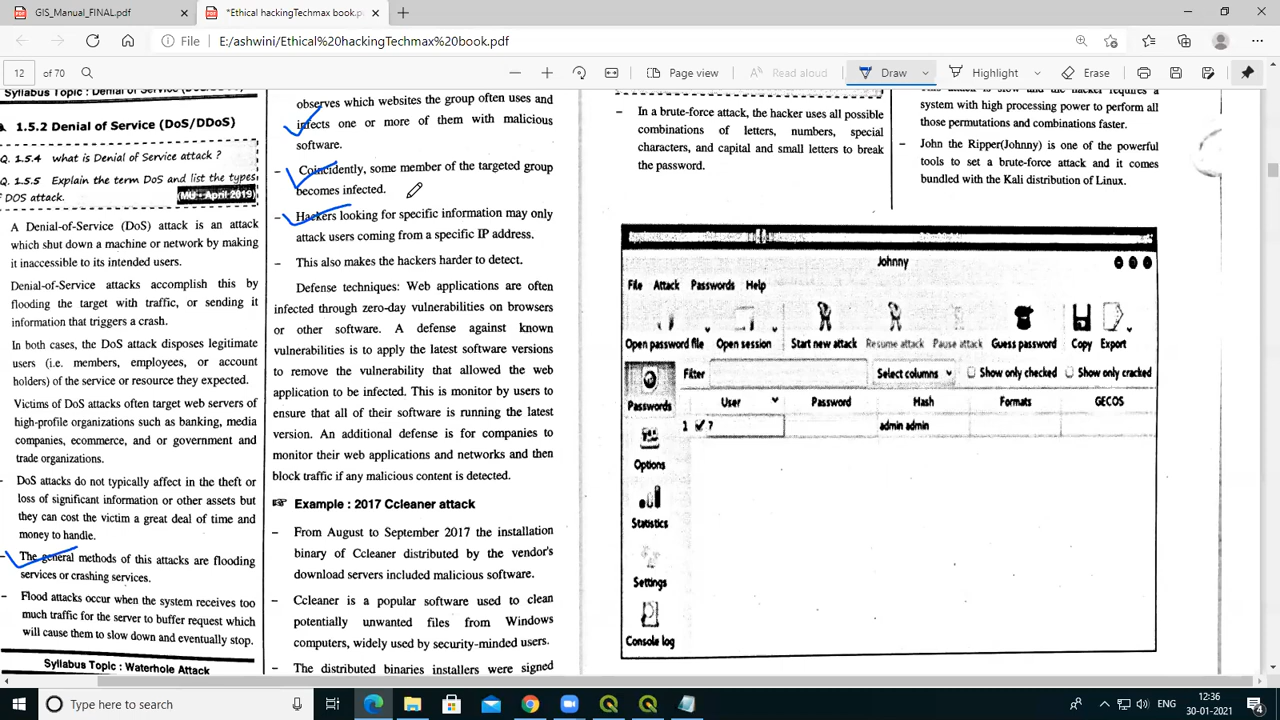 GIS_Manual_FINALpdf
*Ethical hackingTechmax book.pdf
File
E:/ashwini/Ethical%20hackingTechmax%20book.pdf
12
of 70
Page view
Read aloud
Draw
Highlight
Erase
1.5.2 Denial of Service (DoS/DDoS)
Q. 1.5.4 what is Denial of Service attack ?
Q. 1.5.5 Explain the term DoS and list the types
DOS attack.
(MU - April 2019)
A Denial-of-Service (DoS) attack is an attack
which shut down a machine or network by making
it inaccessible to its intended users.
Denial-of-Service attacks accomplish this by
flooding the target with traffic, or sending it
information that triggers a crash.
In both cases, the DoS attack disposes legitimate
users (i.e. members, employees, or account
holders) of the service or resource they expected.
Victims of DoS attacks often target web servers of
high-profile organizations such as banking, media
companies, ecommerce, and or government and
trade organizations.
DoS attacks do not typically affect in the theft or
loss of significant information or other assets but
they can cost the victim a great deal of time and
money to handle.
– The general methods of this attacks are flooding
services or crashing services.
– Flood attacks occur when the system receives too
much traffic for the server to buffer request which
will cause them to slow down and eventually stop.
Syllabus Topic : Waterhole Attack
observes which websites the group often uses and
infects one or more of them with malicious
software.
– Coincidently, some member of the targeted group
becomes infected.
– Hackers looking for specific information may only
attack users coming from a specific IP address.
– This also makes the hackers harder to detect.
Defense techniques: Web applications are often
infected through zero-day vulnerabilities on browsers
or other software. A defense against known
vulnerabilities is to apply the latest software versions
to remove the vulnerability that allowed the web
application to be infected. This is monitor by users to
ensure that all of their software is running the latest
version. An additional defense is for companies to
monitor their web applications and networks and then
block traffic if any malicious content is detected.
☞ Example : 2017 Ccleaner attack
– From August to September 2017 the installation
binary of Ccleaner distributed by the vendor's
download servers included malicious software.
– Ccleaner is a popular software used to clean
potentially unwanted files from Windows
computers, widely used by security-minded users.
– The distributed binaries installers were signed
– In a brute-force attack, the hacker uses all possible
combinations of letters, numbers, special
characters, and capital and small letters to break
the password.
This attack is slow and the hacker requires a
system with high processing power to perform all
those permutations and combinations faster.
– John the Ripper(Johnny) is one of the powerful
tools to set a brute-force attack and it comes
bundled with the Kali distribution of Linux.
Johnny
File Attack Passwords Help
Open password file Open session Start new attack Resume attack Pause attack Guess password Copy Export
Filter Select columns Show only checked Show only cracked
Passwords
User Password Hash Formats GECOS
1 ? admin admin
Options
Statistics
Settings
Console log
Type here to search
ENG
12:36
30-01-2021